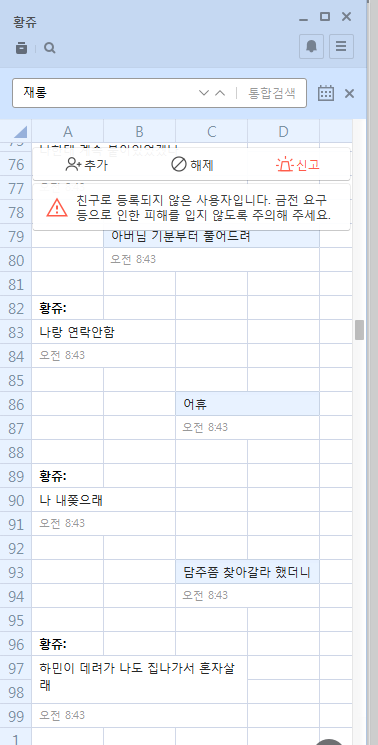 황쥬
재롱
통합검색
A B C D
76 추가 해제 신고
77
78 친구로 등록되지 않은 사용자입니다. 금전 요구
등으로 인한 피해를 입지 않도록 주의해 주세요.
79 아버님 기분부터 풀어드려
80 오전 8:43
81
82 황쥬:
83 나랑 연락안함
84 오전 8:43
85
86 어휴
87 오전 8:43
88
89 황쥬:
90 나 내쫒으래
91 오전 8:43
92
93 담주쯤 찾아갈라 했더니
94 오전 8:43
95
96 황쥬:
97 하민이 데려가 나도 집나가서 혼자살
98 래
99 오전 8:43